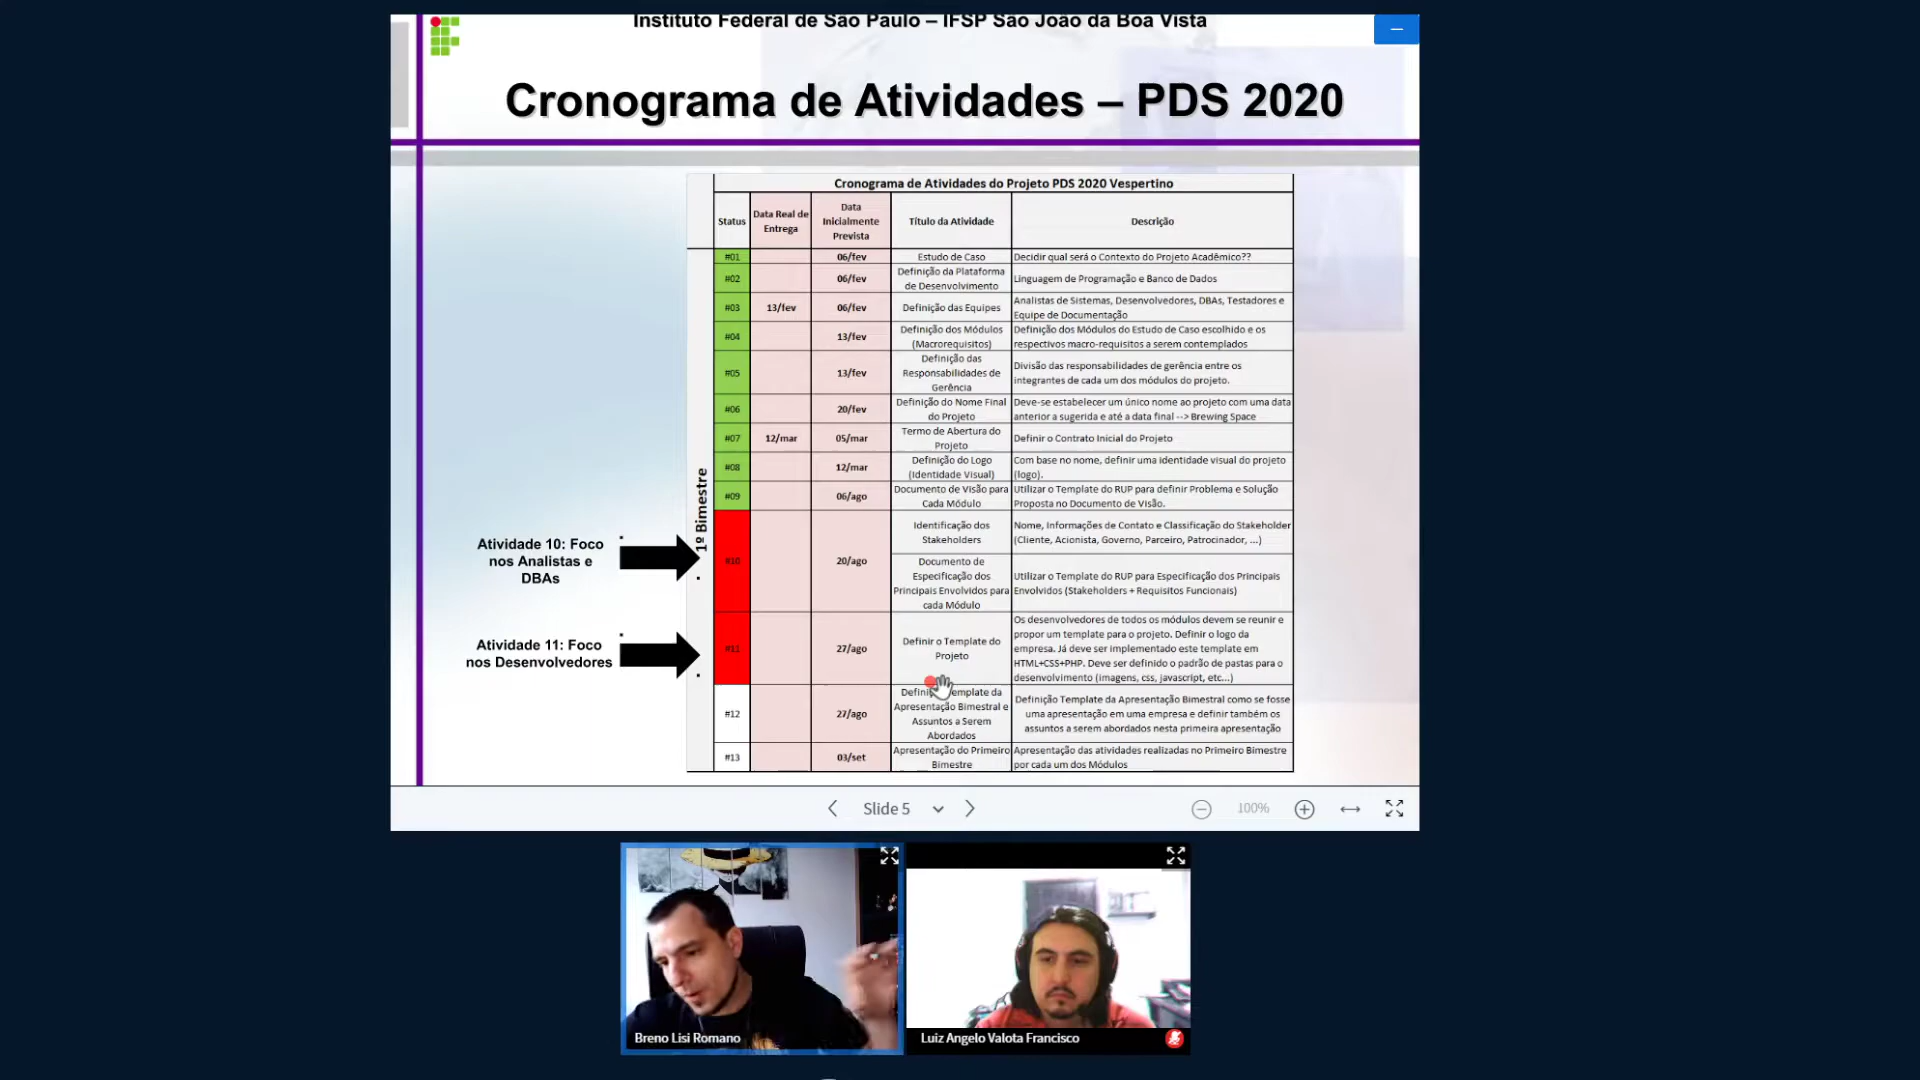 Instituto Federal de São Paulo – IFSP São João da Boa Vista
Cronograma de Atividades – PDS 2020
Cronograma de Atividades do Projeto PDS 2020 Vespertino
Status
Data Real de
Entrega
Data
Inicialmente
Prevista
Título da Atividade
Descrição
1º Bimestre
#01
06/fev
Estudo de Caso
Decidir qual será o Contexto do Projeto Acadêmico??
#02
06/fev
Definição da Plataforma
de Desenvolvimento
Linguagem de Programação e Banco de Dados
#03
13/fev
06/fev
Definição das Equipes
Analistas de Sistemas, Desenvolvedores, DBAs, Testadores e
Equipe de Documentação
#04
13/fev
Definição dos Módulos
(Macrorequisitos)
Definição dos Módulos do Estudo de Caso escolhido e os
respectivos macro-requisitos a serem contemplados
#05
13/fev
Definição das
Responsabilidades de
Gerência
Divisão das responsabilidades de gerência entre os
integrantes de cada um dos módulos do projeto.
#06
20/fev
Definição do Nome Final
do Projeto
Deve-se estabelecer um único nome ao projeto com uma data
anterior a sugerida e até a data final --> Brewing Space
#07
12/mar
05/mar
Termo de Abertura do
Projeto
Definir o Contrato Inicial do Projeto
#08
12/mar
Definição do Logo
(Identidade Visual)
Com base no nome, definir uma identidade visual do projeto
(logo).
#09
06/ago
Documento de Visão para
Cada Módulo
Utilizar o Template do RUP para definir Problema e Solução
Proposta no Documento de Visão.
Atividade 10: Foco
nos Analistas e
DBAs
#10
20/ago
Identificação dos
Stakeholders
Nome, Informações de Contato e Classificação do Stakeholder
(Cliente, Acionista, Governo, Parceiro, Patrocinador, ...)
Documento de
Especificação dos
Principais Envolvidos para
cada Módulo
Utilizar o Template do RUP para Especificação dos Principais
Envolvidos (Stakeholders + Requisitos Funcionais)
Atividade 11: Foco
nos Desenvolvedores
#11
27/ago
Definir o Template do
Projeto
Os desenvolvedores de todos os módulos devem se reunir e
propor um template para o projeto. Definir o logo da
empresa. Já deve ser implementado este template em
HTML+CSS+PHP. Deve ser definido o padrão de pastas para o
desenvolvimento (imagens, css, javascript, etc...)
#12
27/ago
da
Apresentação Bimestral e
Assuntos a Serem
Abordados
Definição Template da Apresentação Bimestral como se fosse
uma apresentação em uma empresa e definir também os
assuntos a serem abordados nesta primeira apresentação
#13
03/set
Apresentação do Primeiro
Bimestre
Apresentação das atividades realizadas no Primeiro Bimestre
por cada um dos Módulos
Slide 5
100%
Breno Lisi Romano
Luiz Angelo Valota Francisco